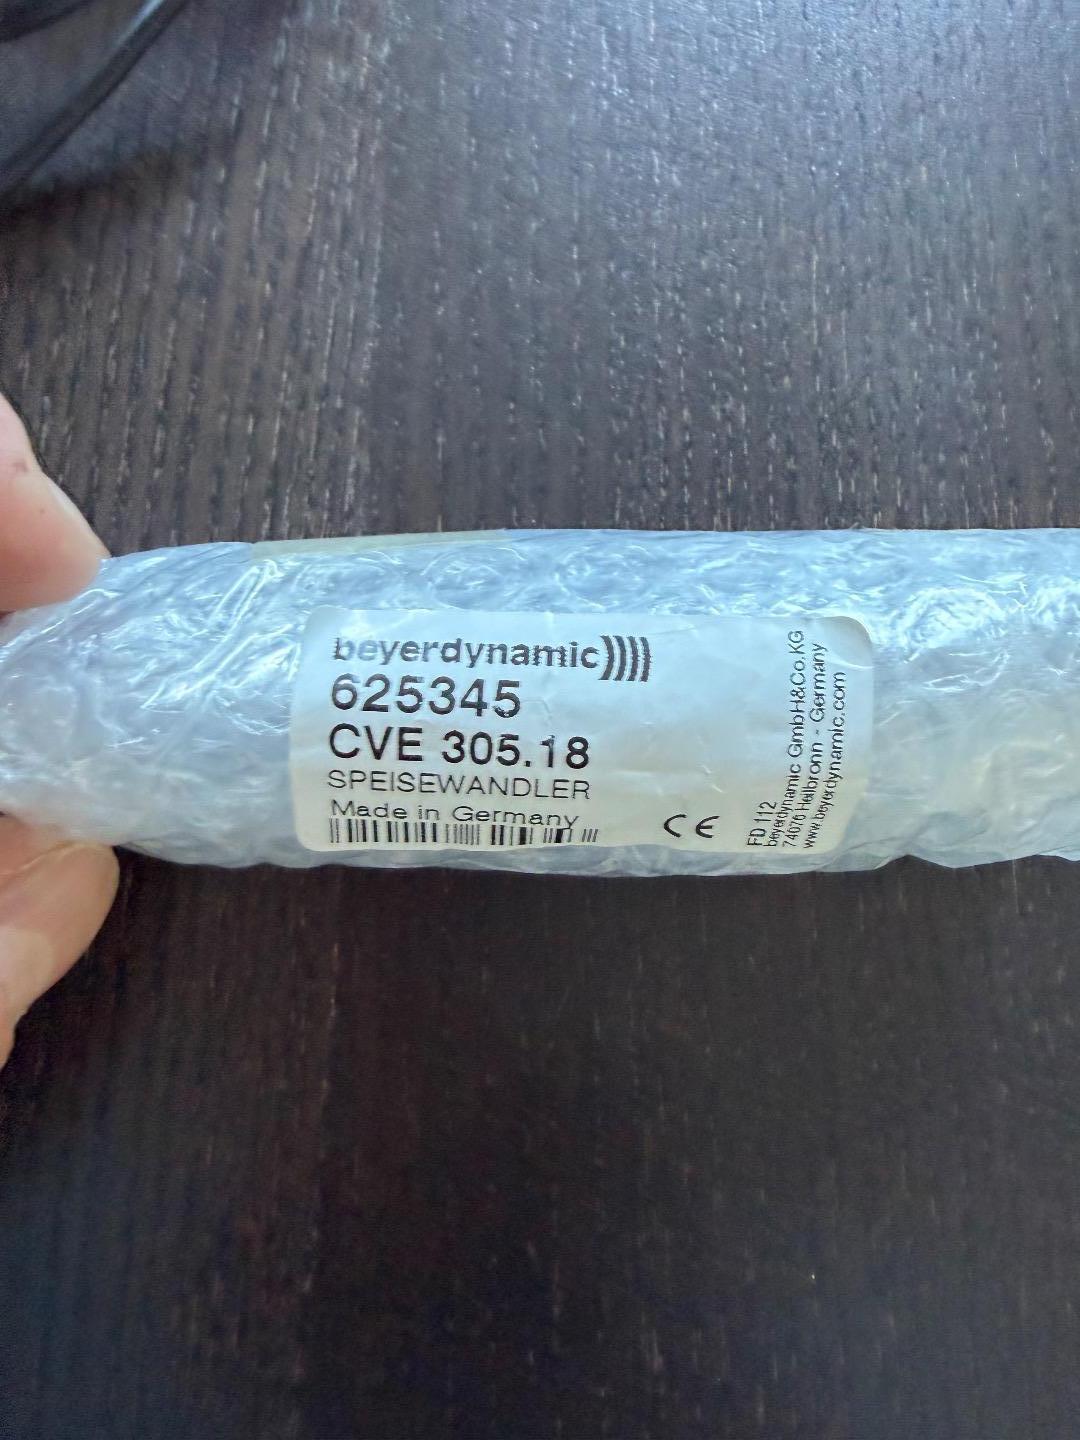 beyerdynamic
625345
CVE 305.18
SPEISEWANDLER
Made in Germany
CE
FD 112
beyerdynamic GmbH&Co.KG
74076 Heilbronn - Germany
www.beyerdynamic.com